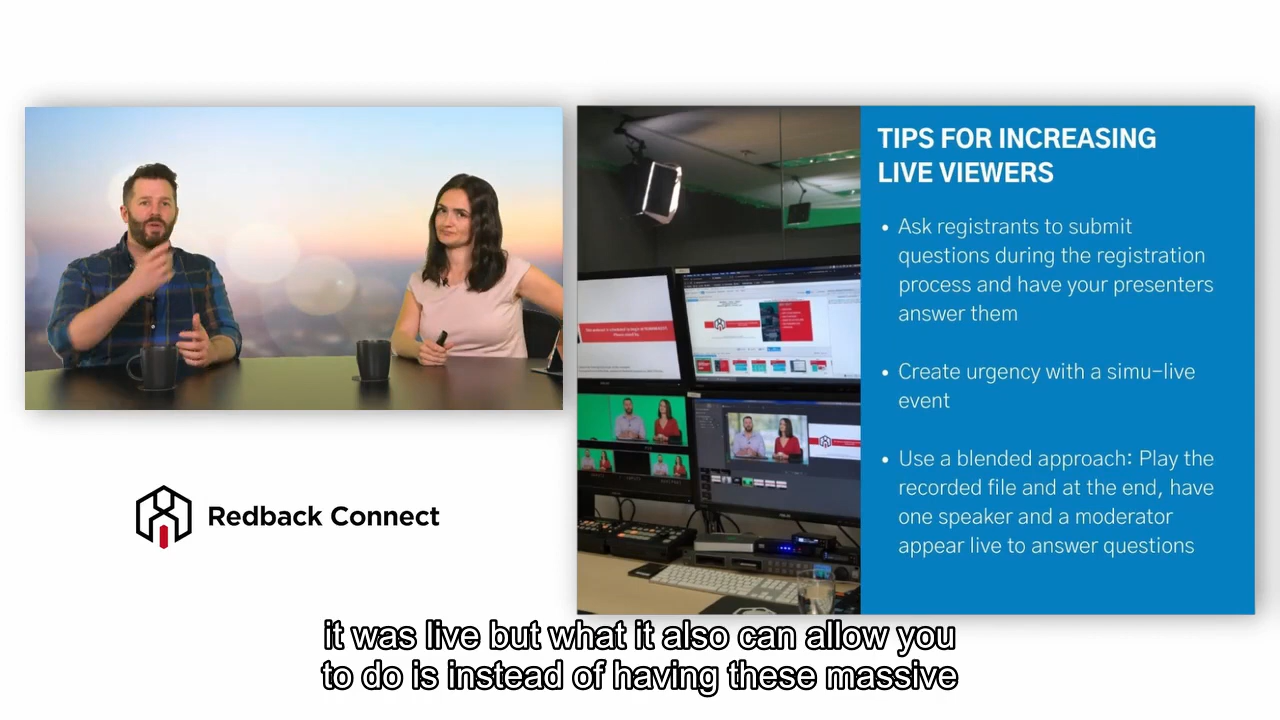 TIPS FOR INCREASING
LIVE VIEWERS
• Ask registrants to submit
questions during the registration
process and have your presenters
answer them
• Create urgency with a simu-live
event
• Use a blended approach: Play the
recorded file and at the end, have
one speaker and a moderator
appear live to answer questions
Redback Connect
it was live but what it also can allow you
to do is instead of having these massive